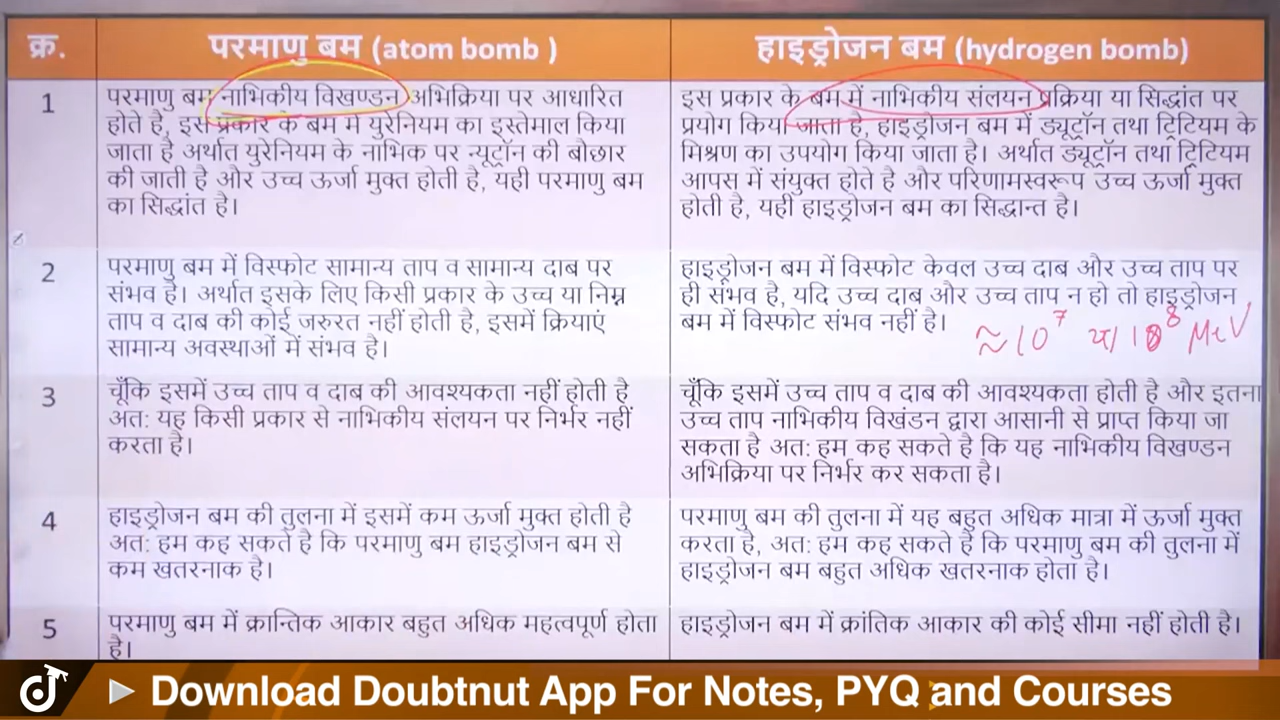 क्र.
परमाणु बम (atom bomb )
हाइड्रोजन बम (hydrogen bomb)
1
परमाणु बम नाभिकीय विखण्डन अभिक्रिया पर आधारित
होते है, इस प्रकार के बम में युरेनियम का इस्तेमाल किया
जाता है अर्थात युरेनियम के नाभिक पर न्यूट्रॉन की बोछार
की जाती है और उच्च ऊर्जा मुक्त होती है, यही परमाणु बम
का सिद्धांत है।
इस प्रकार के बम में नाभिकीय संलयन प्रक्रिया या सिद्धांत पर
प्रयोग किया जाता है, हाइड्रोजन बम में ड्यूट्रॉन तथा ट्रिटियम के
मिश्रण का उपयोग किया जाता है। अर्थात ड्यूट्रॉन तथा ट्रिटियम
आपस में संयुक्त होते है और परिणामस्वरूप उच्च ऊर्जा मुक्त
होती है, यही हाइड्रोजन बम का सिद्धान्त है।
2
परमाणु बम में विस्फोट सामान्य ताप व सामान्य दाब पर
संभव है। अर्थात इसके लिए किसी प्रकार के उच्च या निम्न
ताप व दाब की कोई जरुरत नहीं होती है, इसमें क्रियाएं
सामान्य अवस्थाओं में संभव है।
हाइड्रोजन बम में विस्फोट केवल उच्च दाब और उच्च ताप पर
ही संभव है, यदि उच्च दाब और उच्च ताप न हो तो हाइड्रोजन
बम में विस्फोट संभव नहीं है।
≈10⁷ या 10⁸ MeV
3
चूँकि इसमें उच्च ताप व दाब की आवश्यकता नहीं होती है
अत: यह किसी प्रकार से नाभिकीय संलयन पर निर्भर नहीं
करता है।
चूँकि इसमें उच्च ताप व दाब की आवश्यकता होती है और इतना
उच्च ताप नाभिकीय विखंडन द्वारा आसानी से प्राप्त किया जा
सकता है अत: हम कह सकते है कि यह नाभिकीय विखण्डन
अभिक्रिया पर निर्भर कर सकता है।
4
हाइड्रोजन बम की तुलना में इसमें कम ऊर्जा मुक्त होती है
अत: हम कह सकते है कि परमाणु बम हाइड्रोजन बम से
कम खतरनाक है।
परमाणु बम की तुलना में यह बहुत अधिक मात्रा में ऊर्जा मुक्त
करता है, अत: हम कह सकते है कि परमाणु बम की तुलना में
हाइड्रोजन बम बहुत अधिक खतरनाक होता है।
5
परमाणु बम में क्रान्तिक आकार बहुत अधिक महत्वपूर्ण होता
है।
हाइड्रोजन बम में क्रांतिक आकार की कोई सीमा नहीं होती है।
Download Doubtnut App For Notes, PYQ and Courses